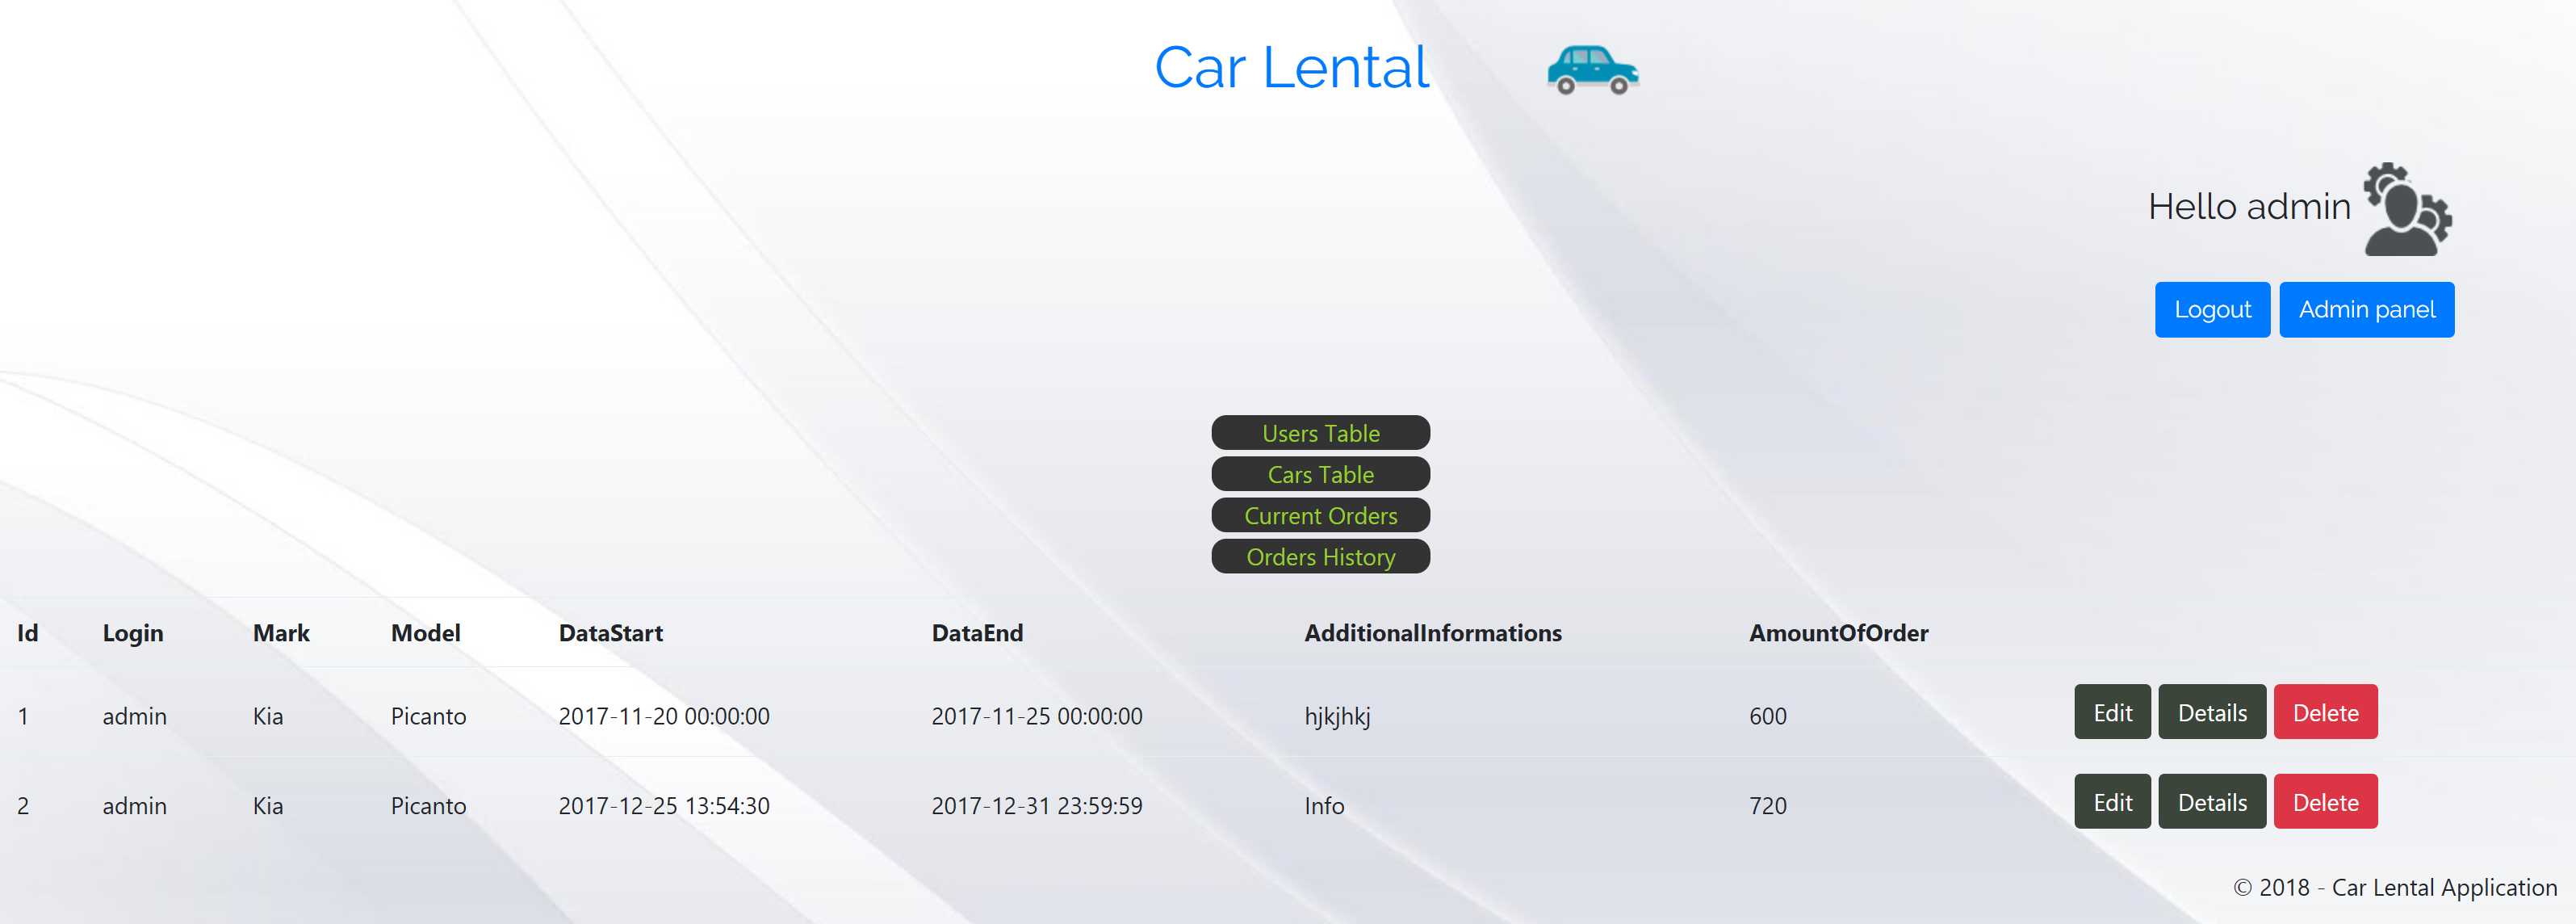 Car Lental
Hello admin
Logout Admin panel
Users Table
Cars Table
Current Orders
Orders History
Id Login Mark Model DataStart DataEnd AdditionalInformations AmountOfOrder
1 admin Kia Picanto 2017-11-20 00:00:00 2017-11-25 00:00:00 hjkjhkj 600 Edit Details Delete
2 admin Kia Picanto 2017-12-25 13:54:30 2017-12-31 23:59:59 Info 720 Edit Details Delete
© 2018 - Car Lental Application